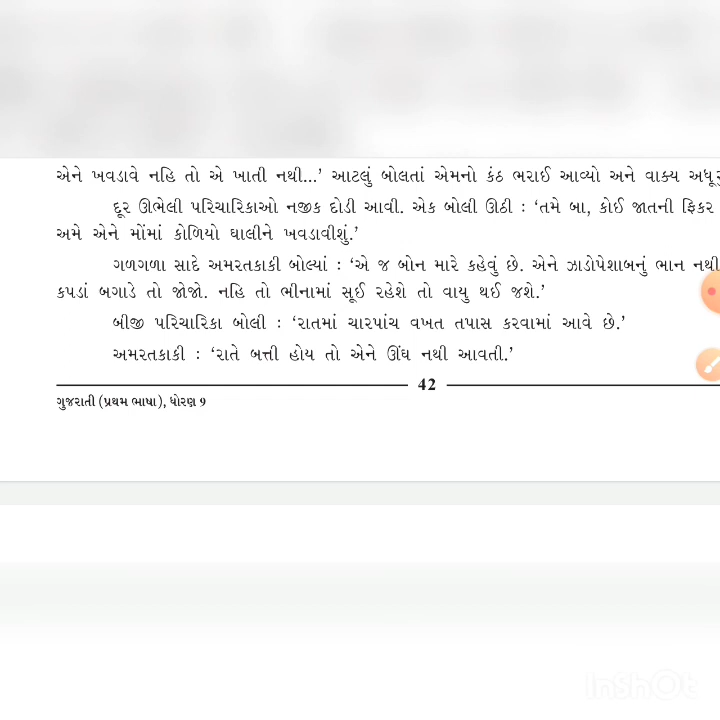 એને ખવડાવે નહિ તો એ ખાતી નથી...' આટલું બોલતાં એમનો કંઠ ભરાઈ આવ્યો અને વાક્ય
દૂર ઊભેલી પરિચારિકાઓ નજીક દોડી આવી. એક બોલી ઊઠી : 'તમે બા, કોઈ જાતની ફિકર
અમે એને મોંમાં કોળિયો ઘાલીને ખવડાવીશું.'
ગળગળા સાદે અમરતકાકી બોલ્યાં : 'એ જ બોન મારે કહેવું છે. એને ઝાડોપેશાબનું ભાન નથી
કપડાં બગાડે તો જોજો. નહિ તો ભીનામાં સૂઈ રહેશે તો વાયુ થઈ જશે.'
બીજી પરિચારિકા બોલી : 'રાતમાં ચારપાંચ વખત તપાસ કરવામાં આવે છે.'
અમરતકાકી : 'રાતે બત્તી હોય તો એને ઊંઘ નથી આવતી.'
42
ગુજરાતી (પ્રથમ ભાષા), ધોરણ 9
InShOt